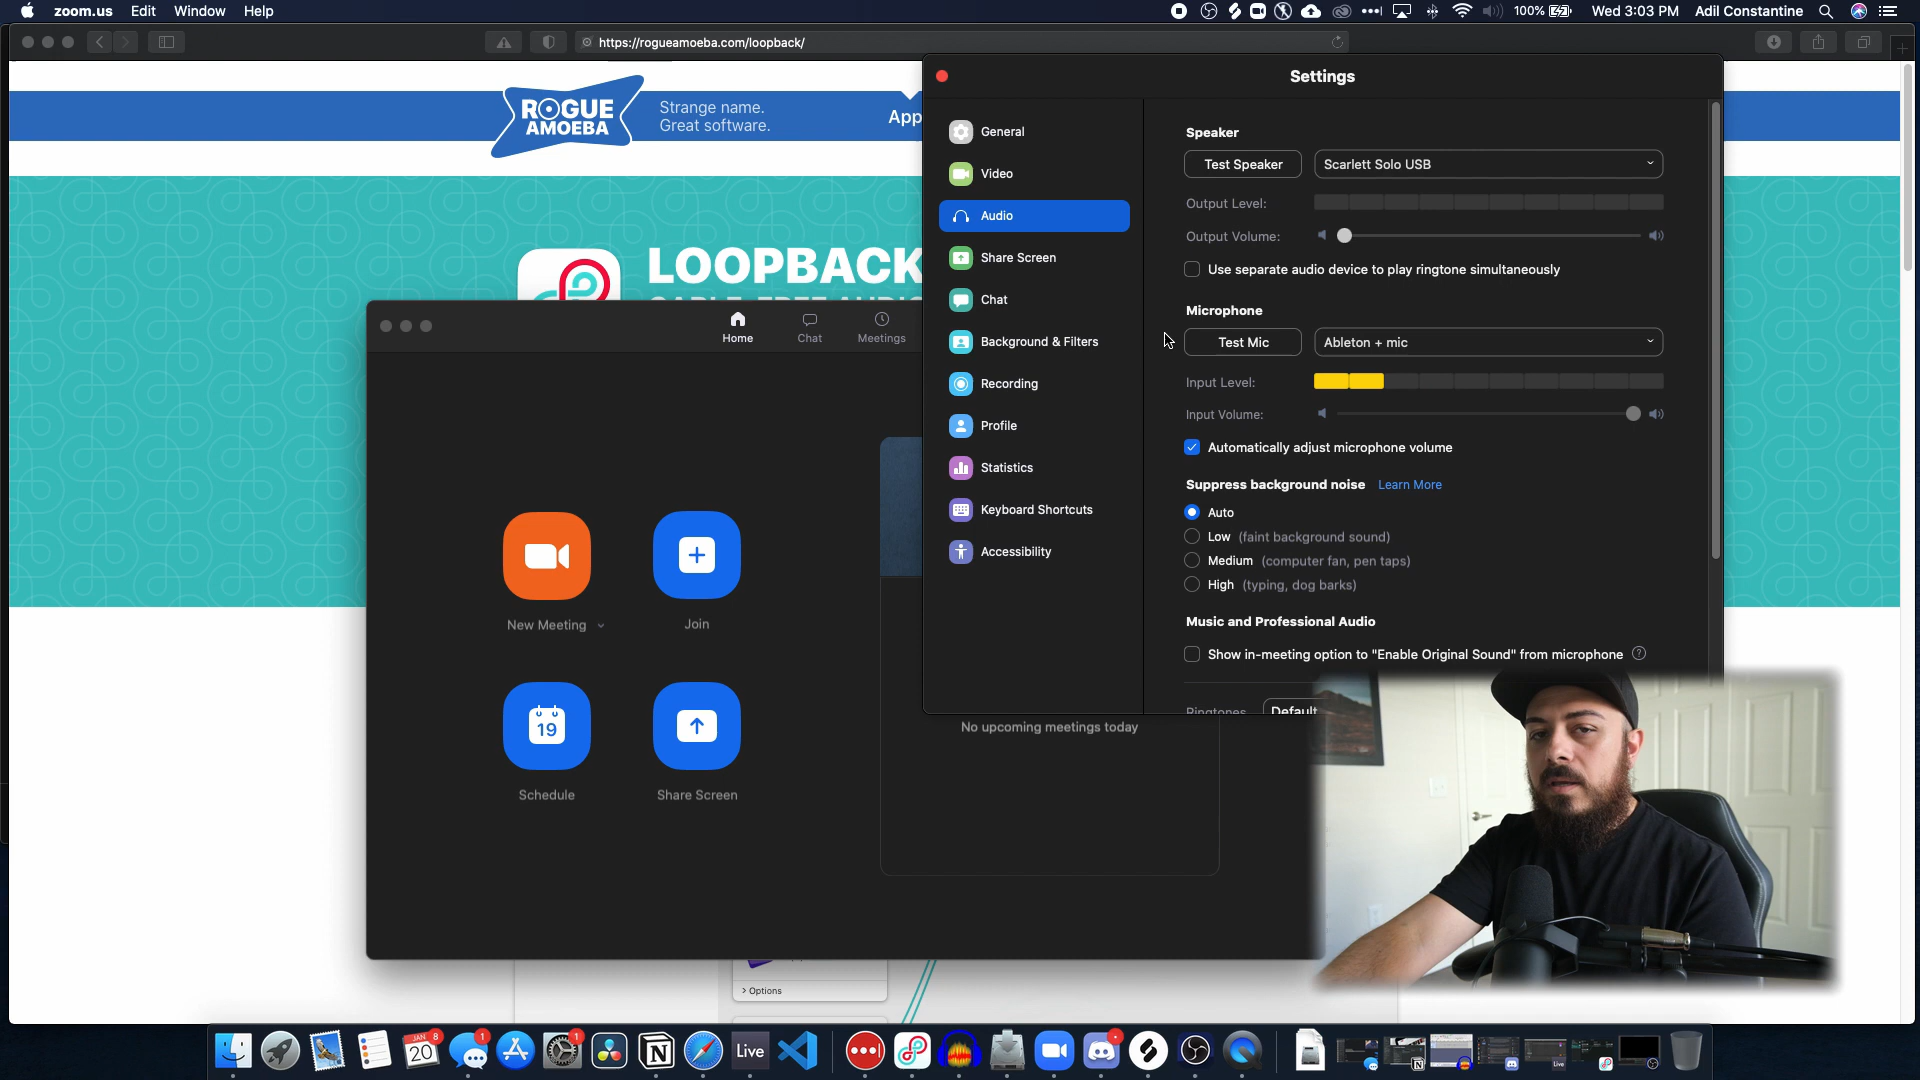 zoom.us Edit Window Help
100% Wed 3:03 PM Adil Constantine
https://rogueamoeba.com/loopback/
ROGUE
AMOEBA
Strange name.
Great software.
App
LOOPBACK
Settings
General
Video
Audio
Share Screen
Chat
Background & Filters
Recording
Profile
Statistics
Keyboard Shortcuts
Accessibility
Speaker
Test Speaker Scarlett Solo USB
Output Level:
Output Volume:
Use separate audio device to play ringtone simultaneously
Microphone
Test Mic Ableton + mic
Input Level:
Input Volume:
Automatically adjust microphone volume
Suppress background noise Learn More
Auto
Low (faint background sound)
Medium (computer fan, pen taps)
High (typing, dog barks)
Music and Professional Audio
Show in-meeting option to "Enable Original Sound" from microphone ?
Ringtones Default
Home Chat Meetings
New Meeting
Join
19
Schedule
Share Screen
No upcoming meetings today
> Options
JAN 8
20
1
1
Live